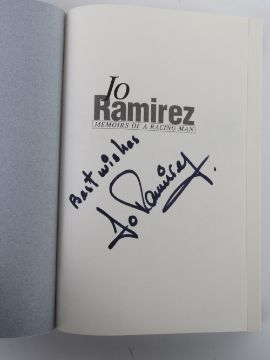 Jo
Ramirez
MEMOIRS OF A RACING MAN
Best wishes
Jo Ramirez